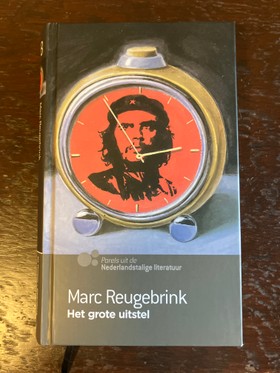 Parels uit de
Nederlandstalige literatuur
Marc Reugebrink
Het grote uitstel